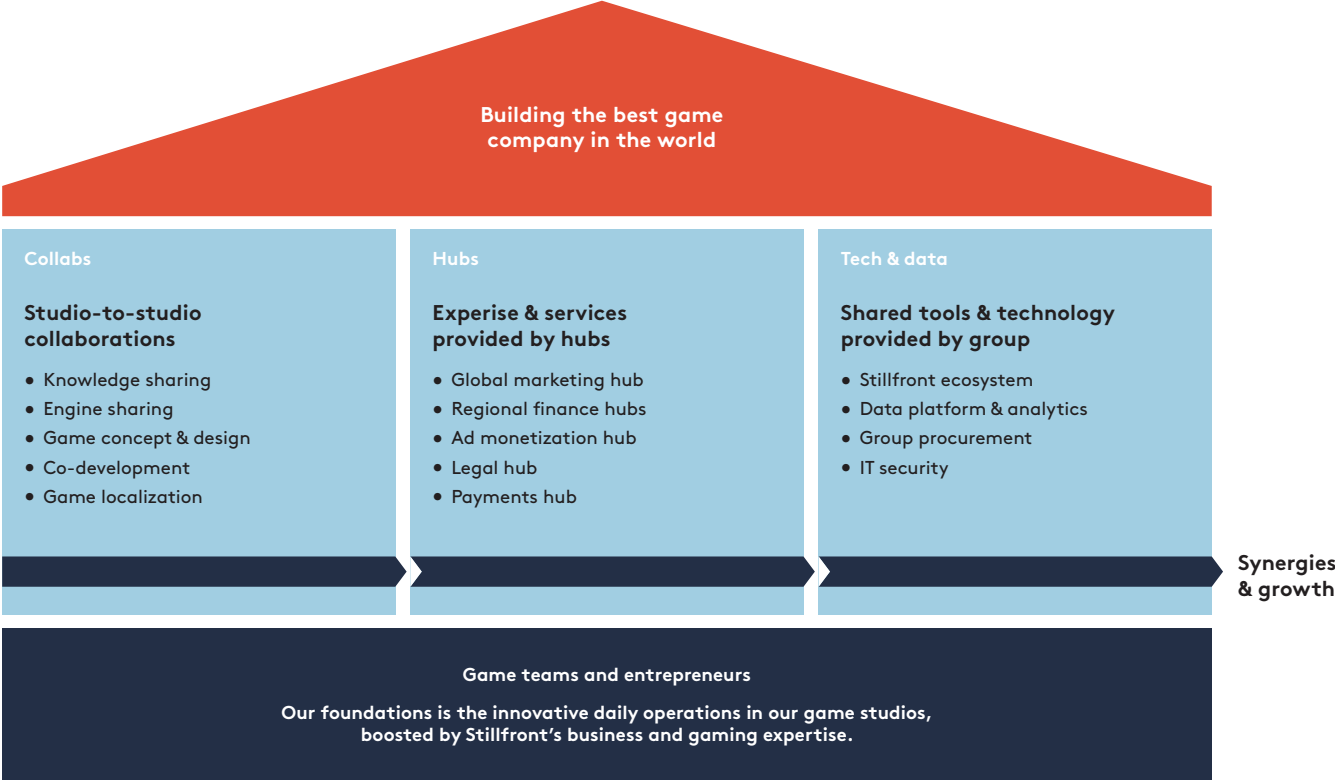 Building the best game
company in the world
Collabs
Studio-to-studio
collaborations
• Knowledge sharing
• Engine sharing
• Game concept & design
• Co-development
• Game localization
Hubs
Experise & services
provided by hubs
• Global marketing hub
• Regional finance hubs
• Ad monetization hub
• Legal hub
• Payments hub
Tech & data
Shared tools & technology
provided by group
• Stillfront ecosystem
• Data platform & analytics
• Group procurement
• IT security
Synergies
& growth
Game teams and entrepreneurs
Our foundations is the innovative daily operations in our game studios,
boosted by Stillfront’s business and gaming expertise.